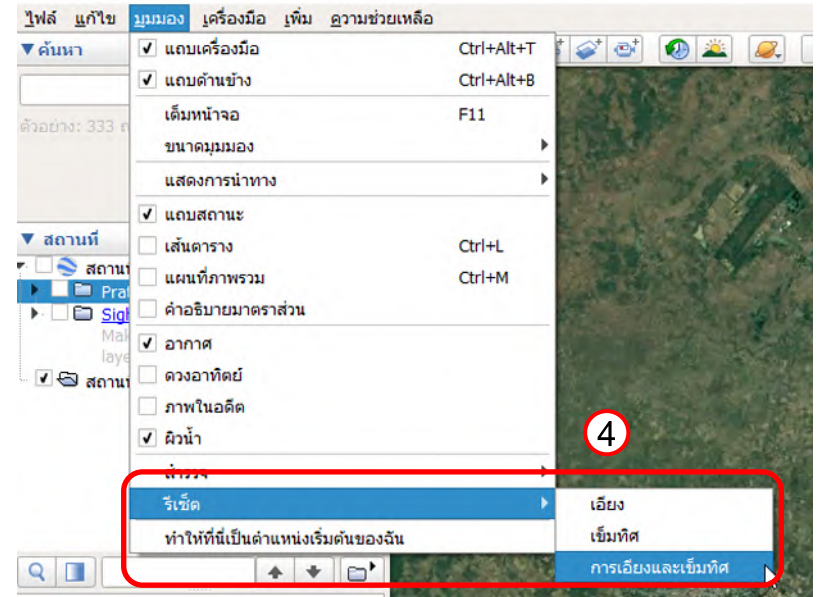 ไฟล์ แก้ไข มุมมอง เครื่องมือ เพิ่ม ความช่วยเหลือ
ค้นหา
ตัวอย่าง: 333
แถบเครื่องมือ Ctrl+Alt+T
แถบด้านข้าง Ctrl+Alt+B
เต็มหน้าจอ F11
ขนาดมุมมอง
แสดงการนำทาง
แถบสถานะ
เส้นตาราง Ctrl+L
แผนที่ภาพรวม Ctrl+M
คำอธิบายมาตราส่วน
อากาศ
ดวงอาทิตย์
ภาพในอดีต
ผิวน้ำ
สำรวจ
รีเซ็ต
ทำให้ที่นี่เป็นตำแหน่งเริ่มต้นของฉัน
สถานที่
สถานที่
Pra
Sigh
Mak
laye
สถานที่
4
เอียง
เข็มทิศ
การเอียงและเข็มทิศ